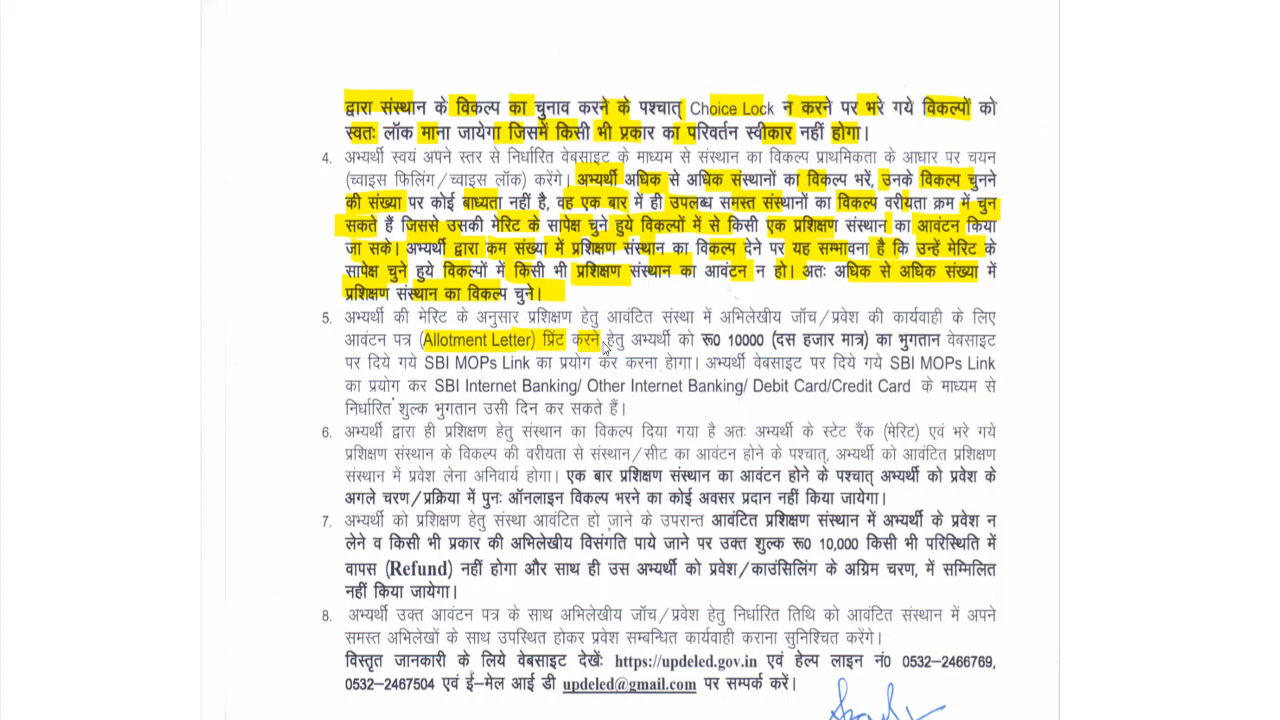 द्वारा संस्थान के विकल्प का चुनाव करने के पश्चात् Choice Lock न करने पर भरे गये विकल्पों को
स्वतः लॉक माना जायेगा जिसमें किसी भी प्रकार का परिवर्तन स्वीकार नहीं होगा।
4. अभ्यर्थी स्वयं अपने स्तर से निर्धारित वेबसाइट के माध्यम से संस्थान का विकल्प प्राथमिकता के आधार पर चयन
(च्वाइस फिलिंग/च्वाइस लॉक) करेंगे। अभ्यर्थी अधिक से अधिक संस्थानों का विकल्प भरें, उनके विकल्प चुनने
की संख्या पर कोई बाध्यता नहीं है, वह एक बार में ही उपलब्ध समस्त संस्थानों का विकल्प वरीयता क्रम में चुन
सकते हैं जिससे उसकी मेरिट के सापेक्ष चुने हुये विकल्पों में से किसी एक प्रशिक्षण संस्थान का आवंटन किया
जा सके। अभ्यर्थी द्वारा कम संख्या में प्रशिक्षण संस्थान का विकल्प देने पर यह सम्भावना है कि उन्हें मेरिट के
सापेक्ष चुने हुये विकल्पों में किसी भी प्रशिक्षण संस्थान का आवंटन न हो। अतः अधिक से अधिक संख्या में
प्रशिक्षण संस्थान का विकल्प चुने।
5. अभ्यर्थी की मेरिट के अनुसार प्रशिक्षण हेतु आवंटित संस्था में अभिलेखीय जॉच/प्रवेश की कार्यवाही के लिए
आवंटन पत्र (Allotment Letter) प्रिंट करने हेतु अभ्यर्थी को रू0 10000 (दस हजार मात्र) का भुगतान वेबसाइट
पर दिये गये SBI MOPs Link का प्रयोग कर करना होगा। अभ्यर्थी वेबसाइट पर दिये गये SBI MOPs Link
का प्रयोग कर SBI Internet Banking/ Other Internet Banking/ Debit Card/Credit Card के माध्यम से
निर्धारित शुल्क भुगतान उसी दिन कर सकते हैं।
6. अभ्यर्थी द्वारा ही प्रशिक्षण हेतु संस्थान का विकल्प दिया गया है अतः अभ्यर्थी के स्टेट रैंक (मेरिट) एवं भरे गये
प्रशिक्षण संस्थान के विकल्प की वरीयता से संस्थान/सीट का आवंटन होने के पश्चात्, अभ्यर्थी को आवंटित प्रशिक्षण
संस्थान में प्रवेश लेना अनिवार्य होगा। एक बार प्रशिक्षण संस्थान का आवंटन होने के पश्चात् अभ्यर्थी को प्रवेश के
अगले चरण/प्रक्रिया में पुनः ऑनलाइन विकल्प भरने का कोई अवसर प्रदान नहीं किया जायेगा।
7. अभ्यर्थी को प्रशिक्षण हेतु संस्था आवंटित हो जाने के उपरान्त आवंटित प्रशिक्षण संस्थान में अभ्यर्थी के प्रवेश न
लेने व किसी भी प्रकार की अभिलेखीय विसंगति पाये जाने पर उक्त शुल्क रू0 10,000 किसी भी परिस्थिति में
वापस (Refund) नहीं होगा और साथ ही उस अभ्यर्थी को प्रवेश/काउंसिलिंग के अग्रिम चरण, में सम्मिलित
नहीं किया जायेगा।
8. अभ्यर्थी उक्त आवंटन पत्र के साथ अभिलेखीय जॉच/प्रवेश हेतु निर्धारित तिथि को आवंटित संस्थान में अपने
समस्त अभिलेखों के साथ उपस्थित होकर प्रवेश सम्बन्धित कार्यवाही कराना सुनिश्चित करेंगे।
विस्तृत जानकारी के लिये वेबसाइट देखें: https://updeled.gov.in एवं हेल्प लाइन नं0 0532–2466769,
0532–2467504 एवं ई–मेल आई डी updeled@gmail.com पर सम्पर्क करें।